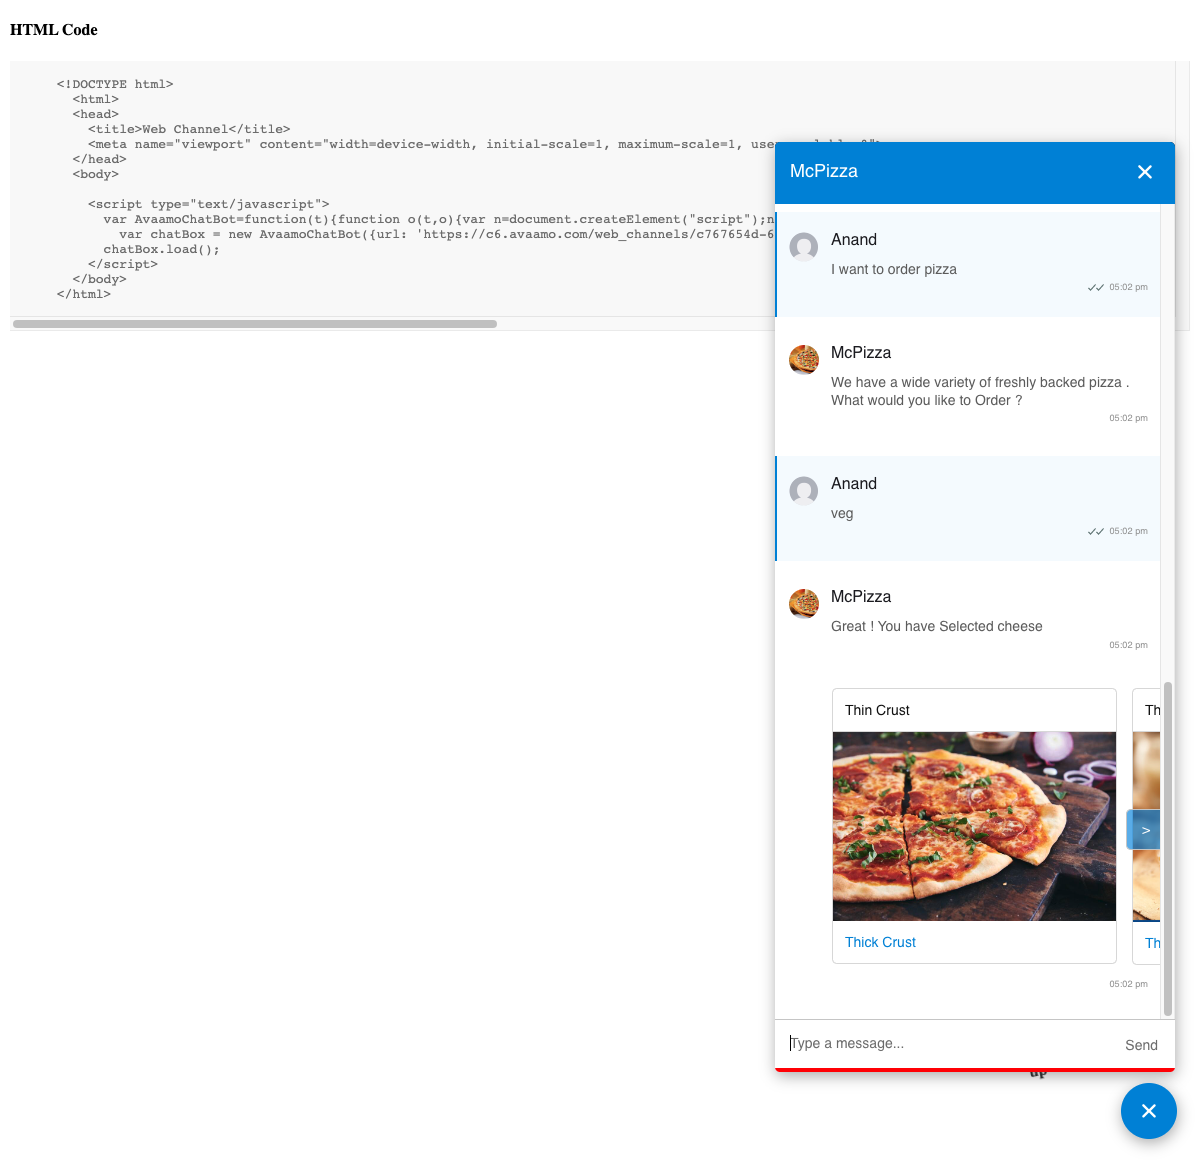 HTML Code
<!DOCTYPE html>
<html>
<head>
<title>Web Channel</title>
<meta name="viewport" content="width=device-width, initial-scale=1, maximum-scale=1,
</head>
<body>
<script type="text/javascript">
var AvaamoChatBot=function(t){function o(t,o){var n=document.createElement("script");n
var chatBox = new AvaamoChatBot({url: 'https://c6.avaamo.com/web_channels/c767654d-6
chatBox.load();
</script>
</body>
</html>
McPizza
Anand
I want to order pizza
05:02 pm
McPizza
We have a wide variety of freshly backed pizza .
What would you like to Order ?
05:02 pm
Anand
veg
05:02 pm
McPizza
Great ! You have Selected cheese
05:02 pm
Thin Crust
Th
>
Thick Crust
Th
05:02 pm
Type a message...
Send
up